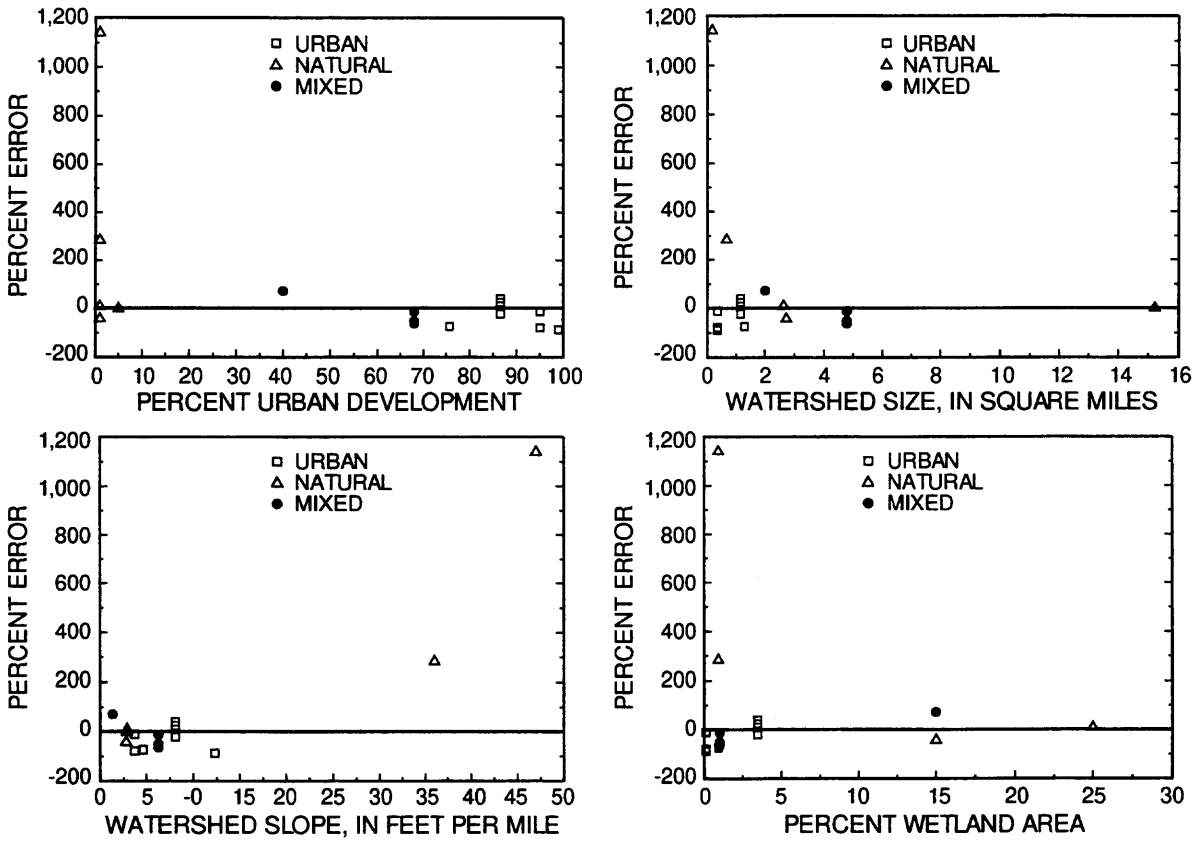 PERCENT ERROR
1,200
1,000
800
600
400
200
0
-200
URBAN
NATURAL
MIXED
0 10 20 30 40 50 60 70 80 90 100
PERCENT URBAN DEVELOPMENT
PERCENT ERROR
1,200
1,000
800
600
400
200
0
-200
URBAN
NATURAL
MIXED
0 2 4 6 8 10 12 14 16
WATERSHED SIZE, IN SQUARE MILES
PERCENT ERROR
1,200
1,000
800
600
400
200
0
-200
URBAN
NATURAL
MIXED
0 5 -0 15 20 25 30 35 40 45 50
WATERSHED SLOPE, IN FEET PER MILE
PERCENT ERROR
1,200
1,000
800
600
400
200
0
-200
URBAN
NATURAL
MIXED
0 5 10 15 20 25 30
PERCENT WETLAND AREA